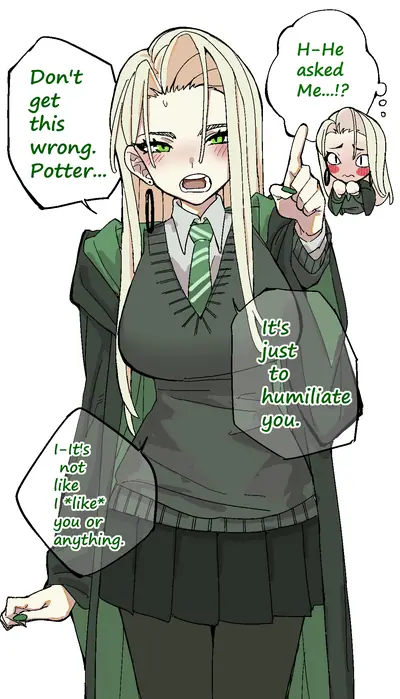 Don't
get
this
wrong.
Potter...
H-He
asked
Me...!?
It's
just
to
humiliate
you.
I-It's
not
like
I *like*
you or
anything.